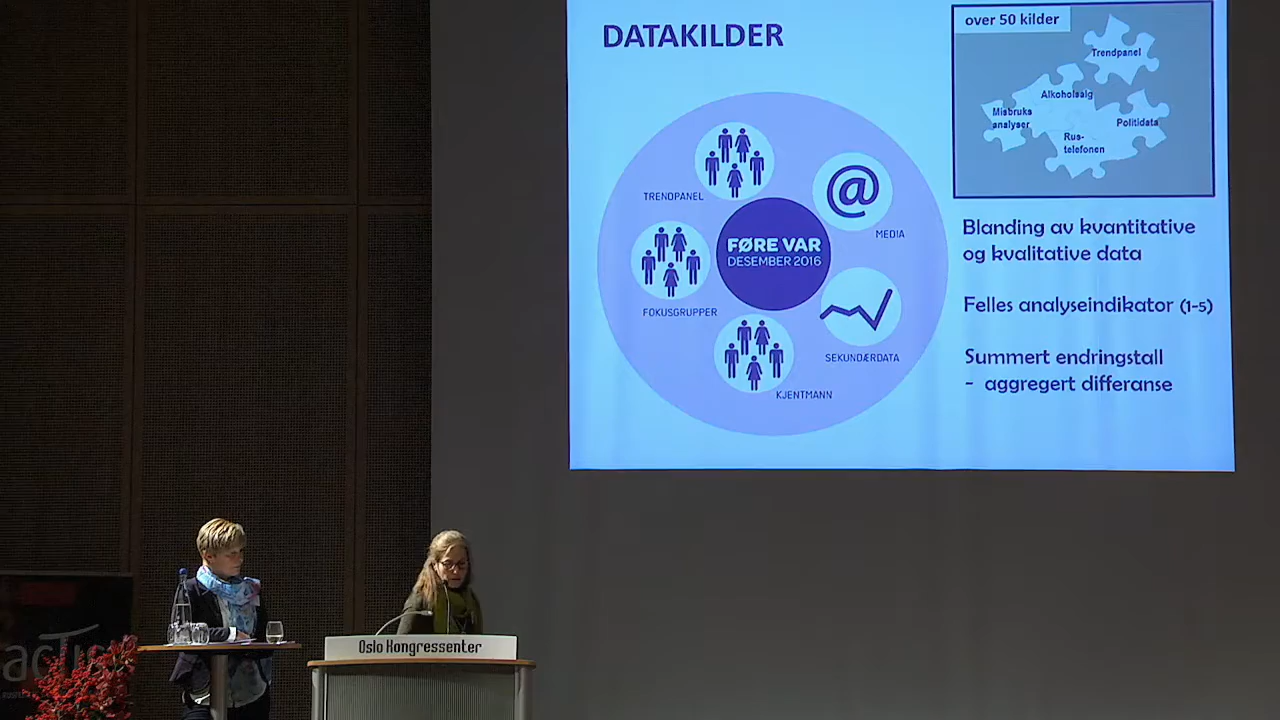 DATAKILDER
over 50 kilder
Trendpanel
Alkoholsalg
Misbruks
analyser
Politidata
Rus-
telefonen
TRENDPANEL
MEDIA
FØRE VAR
DESEMBER 2016
FOKUSGRUPPER
SEKUNDÆRDATA
KJENTMANN
Blanding av kvantitative
og kvalitative data
Felles analyseindikator (1-5)
Summert endringstall
- aggregert differanse
Oslo Kongressenter